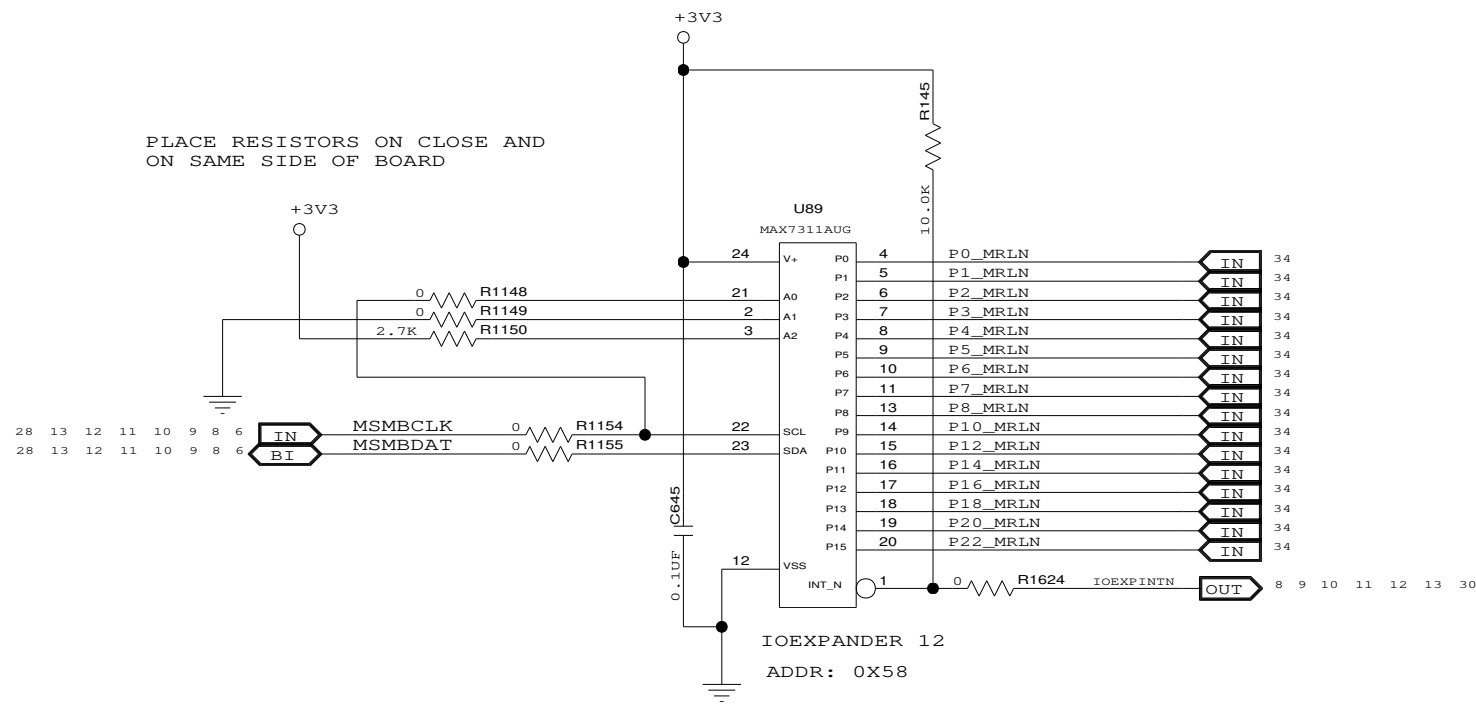 +3V3
PLACE RESISTORS ON CLOSE AND
ON SAME SIDE OF BOARD
R145
10.0K
+3V3
U89
MAX7311AUG
24 V+ P0 4 P0_MRLN IN 34
P1 5 P1_MRLN IN 34
0 R1148 21 A0 P2 6 P2_MRLN IN 34
0 R1149 2 A1 P3 7 P3_MRLN IN 34
2.7K R1150 3 A2 P4 8 P4_MRLN IN 34
P5 9 P5_MRLN IN 34
P6 10 P6_MRLN IN 34
P7 11 P7_MRLN IN 34
P8 13 P8_MRLN IN 34
28 13 12 11 10 9 8 6 IN MSMBCLK 0 R1154 22 SCL P9 14 P10_MRLN IN 34
28 13 12 11 10 9 8 6 BI MSMBDAT 0 R1155 23 SDA P10 15 P12_MRLN IN 34
P11 16 P14_MRLN IN 34
P12 17 P16_MRLN IN 34
P13 18 P18_MRLN IN 34
P14 19 P20_MRLN IN 34
P15 20 P22_MRLN IN 34
C645
0.1UF
12 VSS
INT_N 1 0 R1624 IOEXPINTN OUT 8 9 10 11 12 13 30
IOEXPANDER 12
ADDR: 0X58